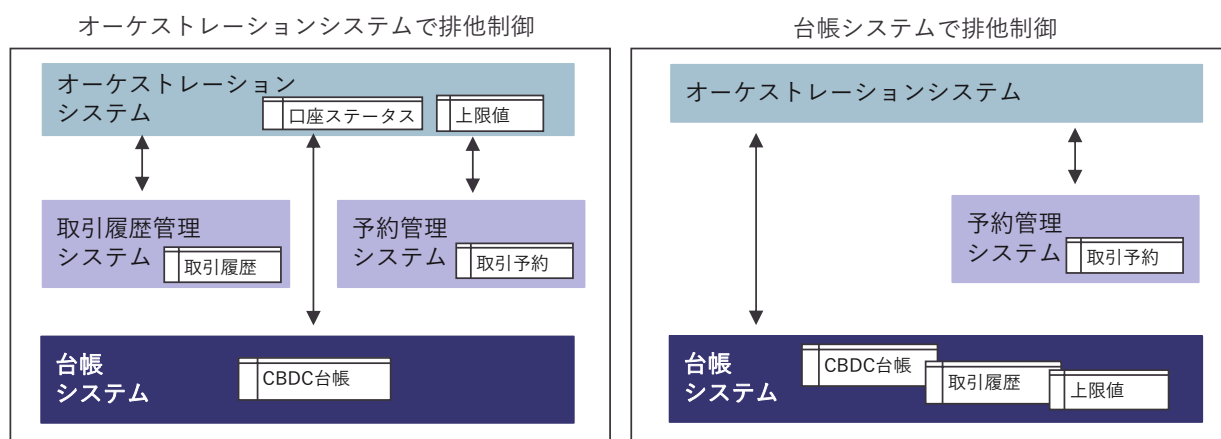 オーケストレーションシステムで排他制御
オーケストレーション
システム
口座ステータス
上限値
取引履歴管理
システム
取引履歴
予約管理
システム
取引予約
台帳
システム
CBDC台帳
台帳システムで排他制御
オーケストレーションシステム
予約管理
システム
取引予約
台帳
システム
CBDC台帳
取引履歴
上限値